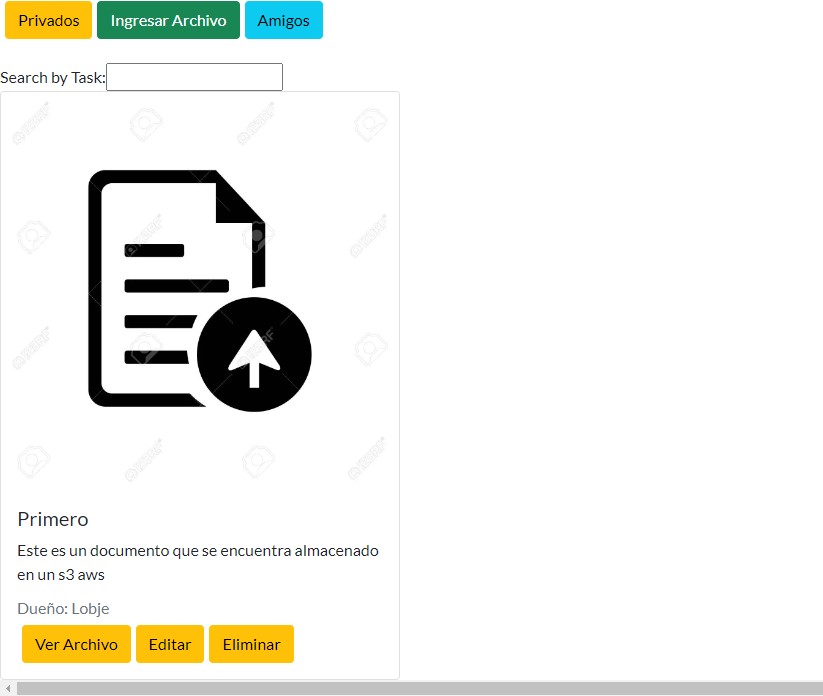 Privados Ingresar Archivo Amigos
Search by Task:
Primero
Este es un documento que se encuentra almacenado
en un s3 aws
Dueño: Lobje
Ver Archivo Editar Eliminar